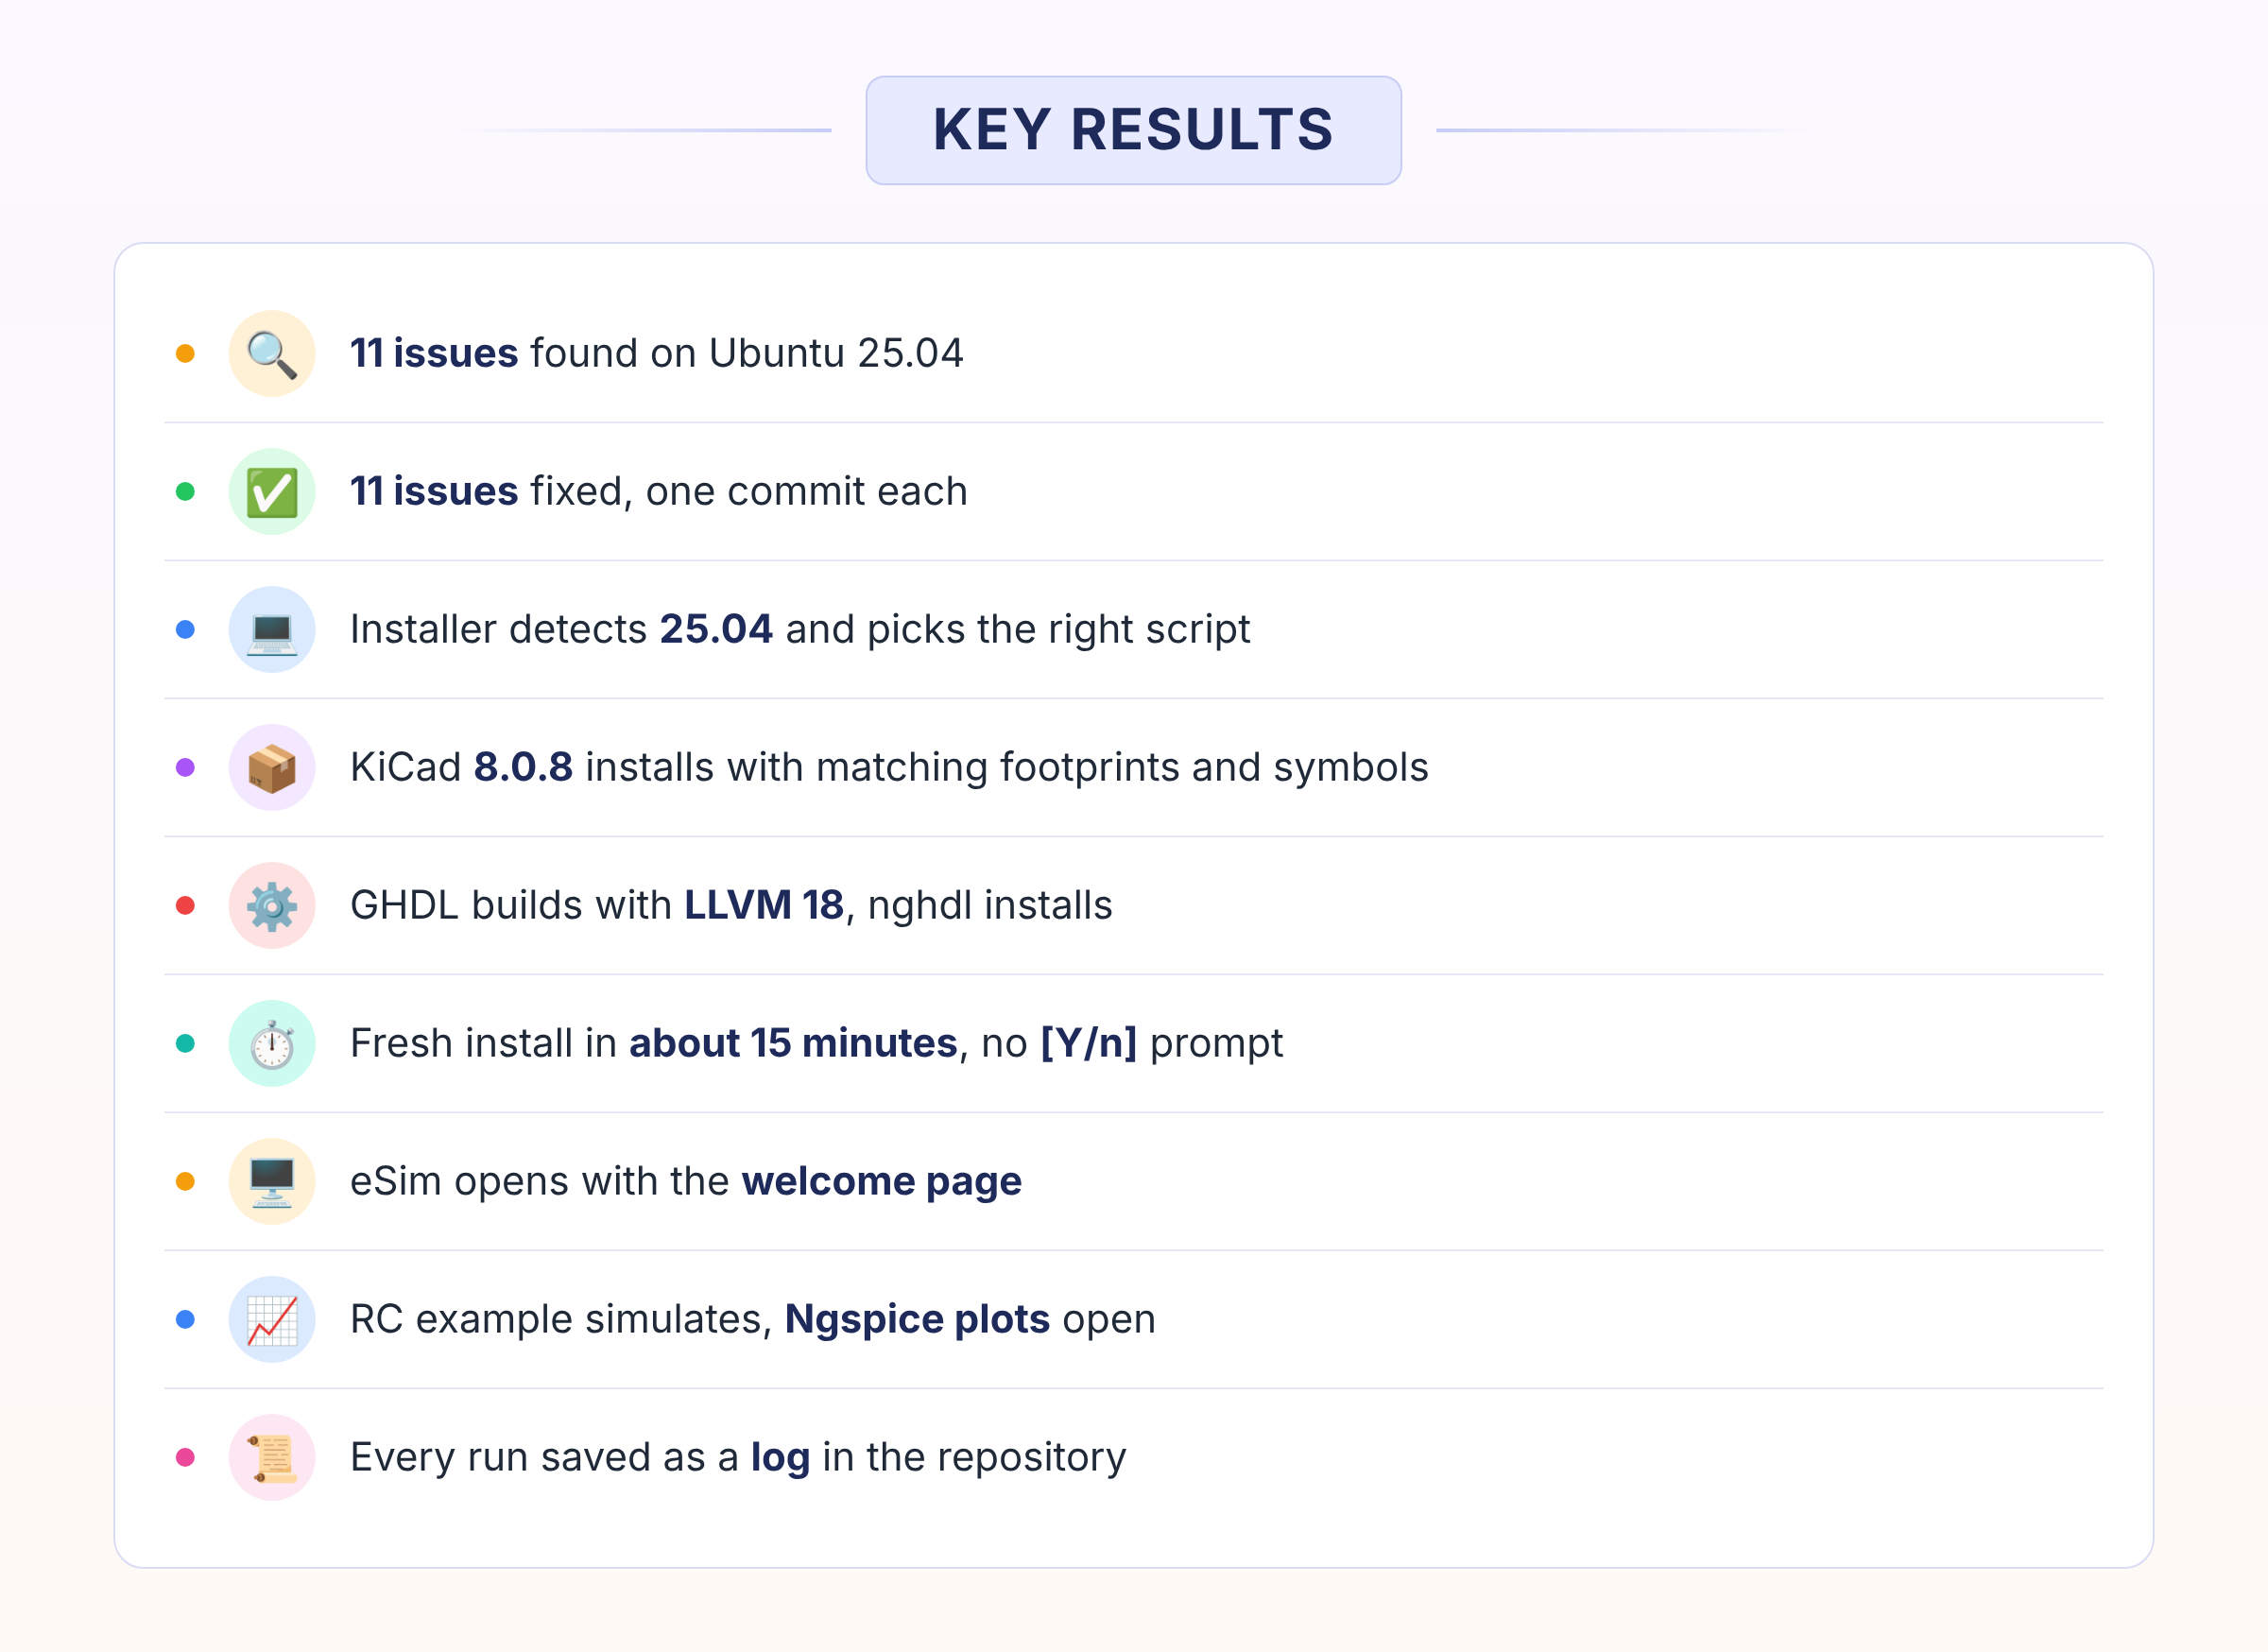 KEY RESULTS
11 issues found on Ubuntu 25.04
11 issues fixed, one commit each
Installer detects 25.04 and picks the right script
KiCad 8.0.8 installs with matching footprints and symbols
GHDL builds with LLVM 18, nghdl installs
Fresh install in about 15 minutes, no [Y/n] prompt
eSim opens with the welcome page
RC example simulates, Ngspice plots open
Every run saved as a log in the repository